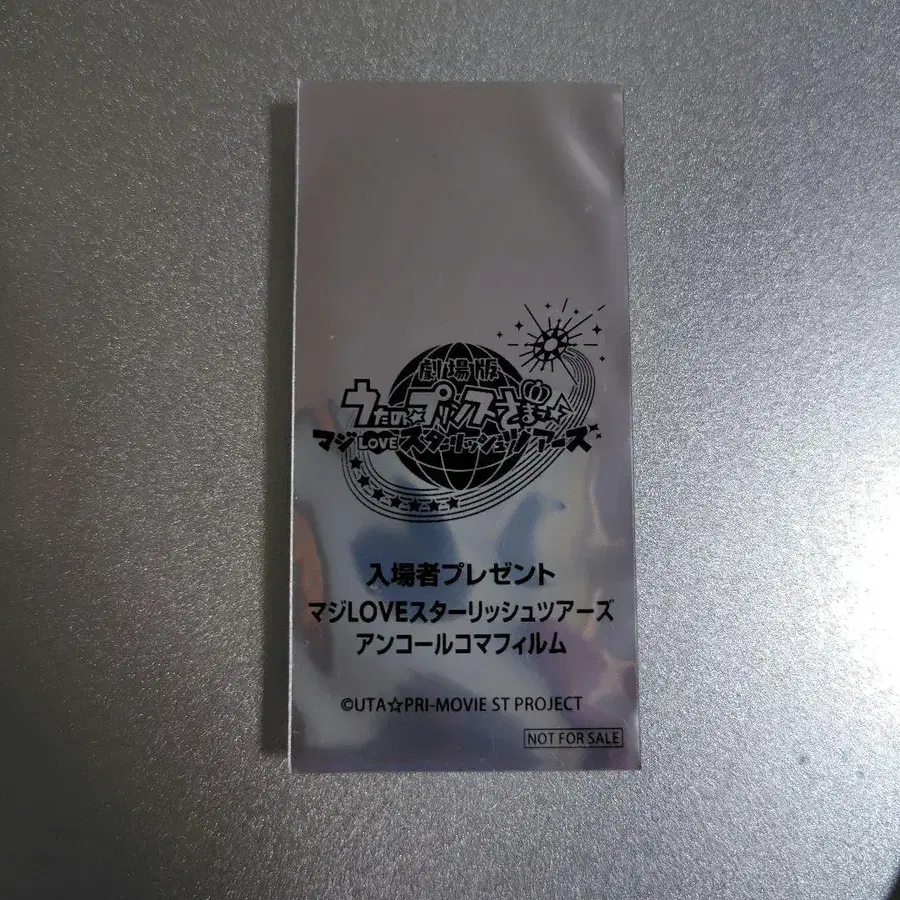 劇場版
うたの☆プリンスさまっ♪
マジLOVEスターリッシュツアーズ
入場者プレゼント
マジLOVEスターリッシュツアーズ
アンコールコマフィルム
©UTA☆PRI-MOVIE ST PROJECT
NOT FOR SALE